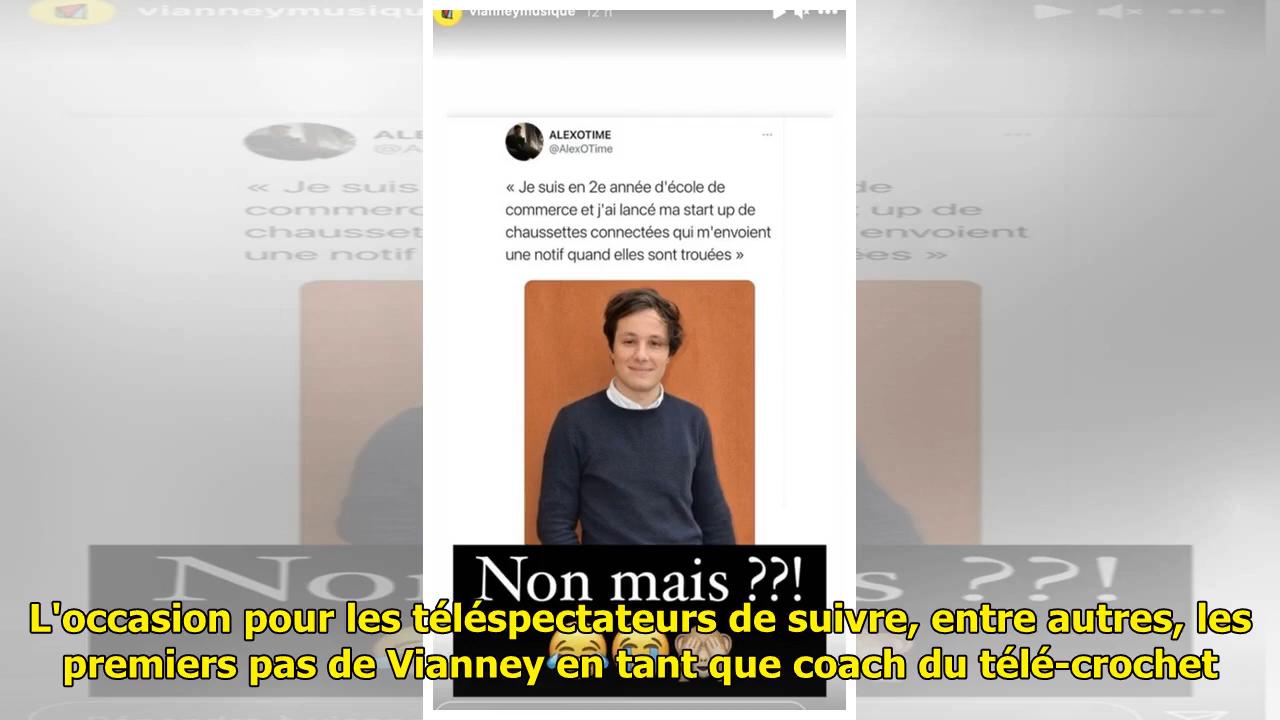 vianneymusique 12 h
ALEXOTIME
@AlexOTime
« Je suis en 2e année d'école de
commerce et j'ai lancé ma start up de
chaussettes connectées qui m'envoient
une notif quand elles sont trouées »
Non mais ??!
L'occasion pour les téléspectateurs de suivre, entre autres, les
premiers pas de Vianney en tant que coach du télé-crochet